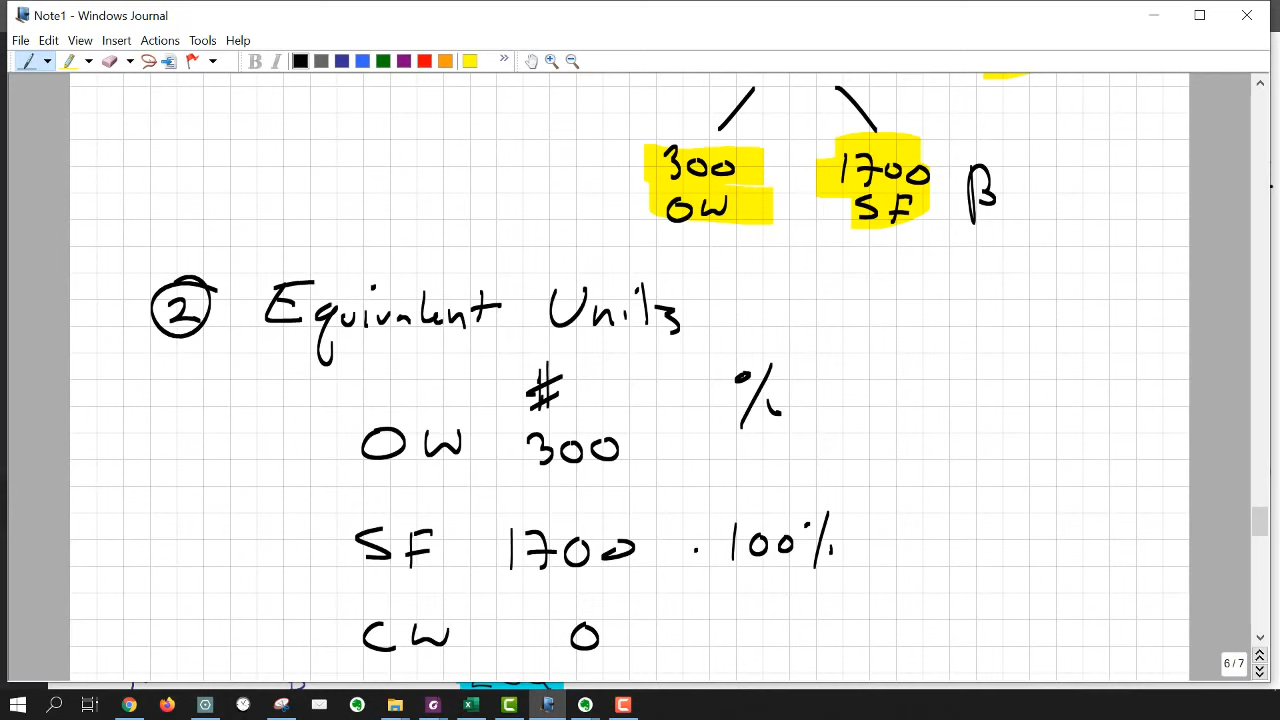 Note1 - Windows Journal
File Edit View Insert Actions Tools Help
B I »
300 1700 β
OW SF
② Equivalent Units
# %
OW 300
SF 1700 . 100%
CW 0
6 / 7